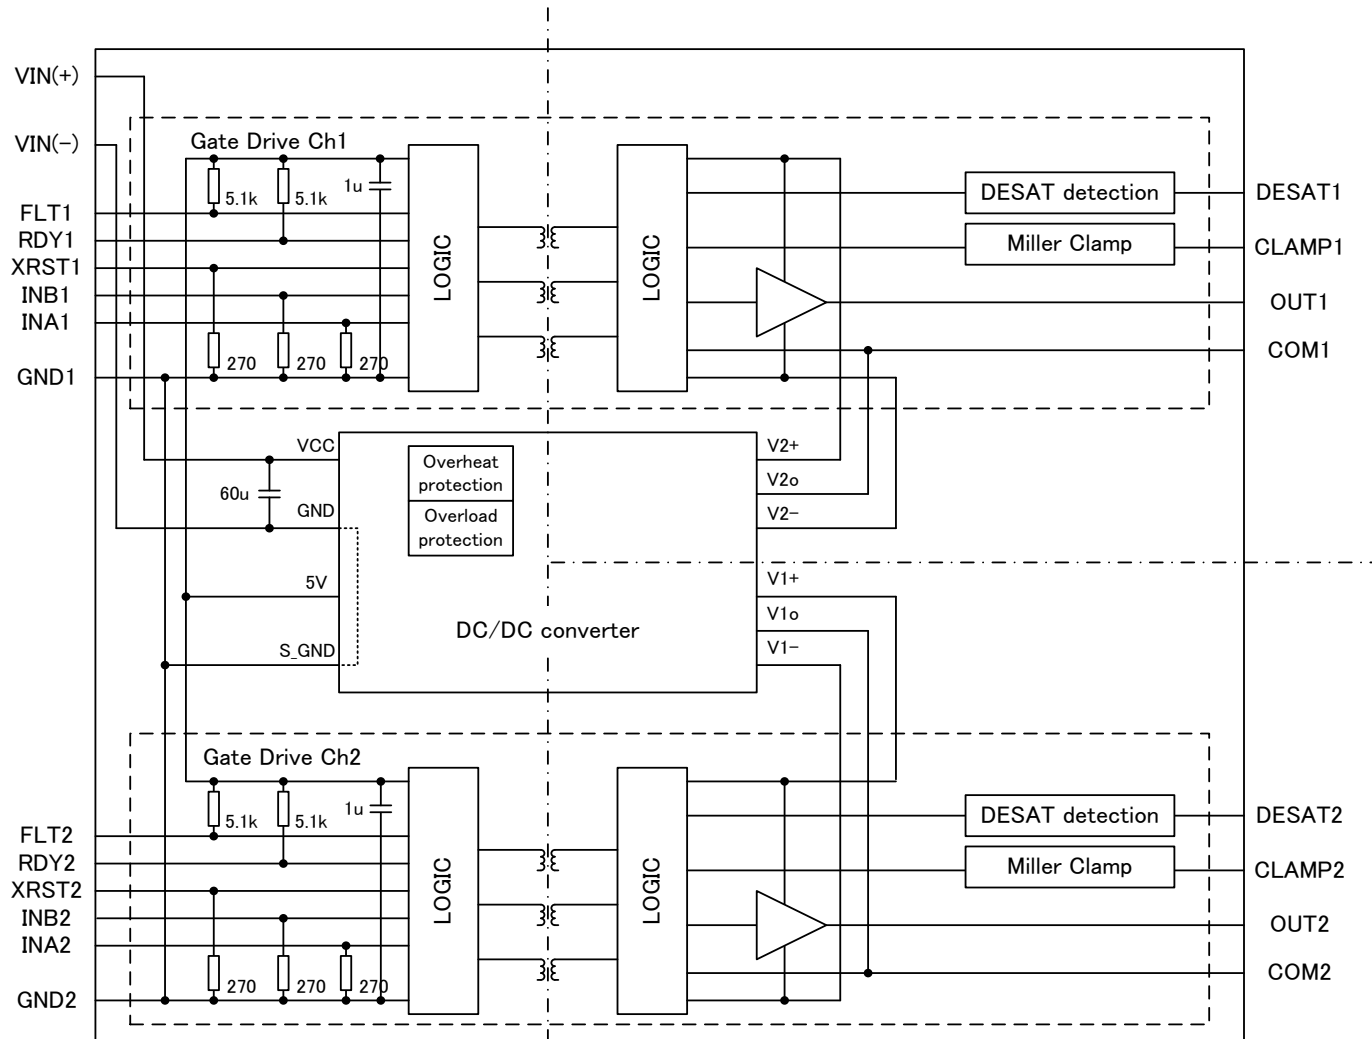 VIN(+)
VIN(-)
Gate Drive Ch1
5.1k
5.1k
1u
FLT1
RDY1
XRST1
INB1
INA1
GND1
270
270
270
LOGIC
LOGIC
DESAT detection
DESAT1
Miller Clamp
CLAMP1
OUT1
COM1
VCC
60u
GND
5V
S_GND
Overheat
protection
Overload
protection
DC/DC converter
V2+
V2o
V2-
V1+
V1o
V1-
Gate Drive Ch2
5.1k
5.1k
1u
FLT2
RDY2
XRST2
INB2
INA2
GND2
270
270
270
LOGIC
LOGIC
DESAT detection
DESAT2
Miller Clamp
CLAMP2
OUT2
COM2